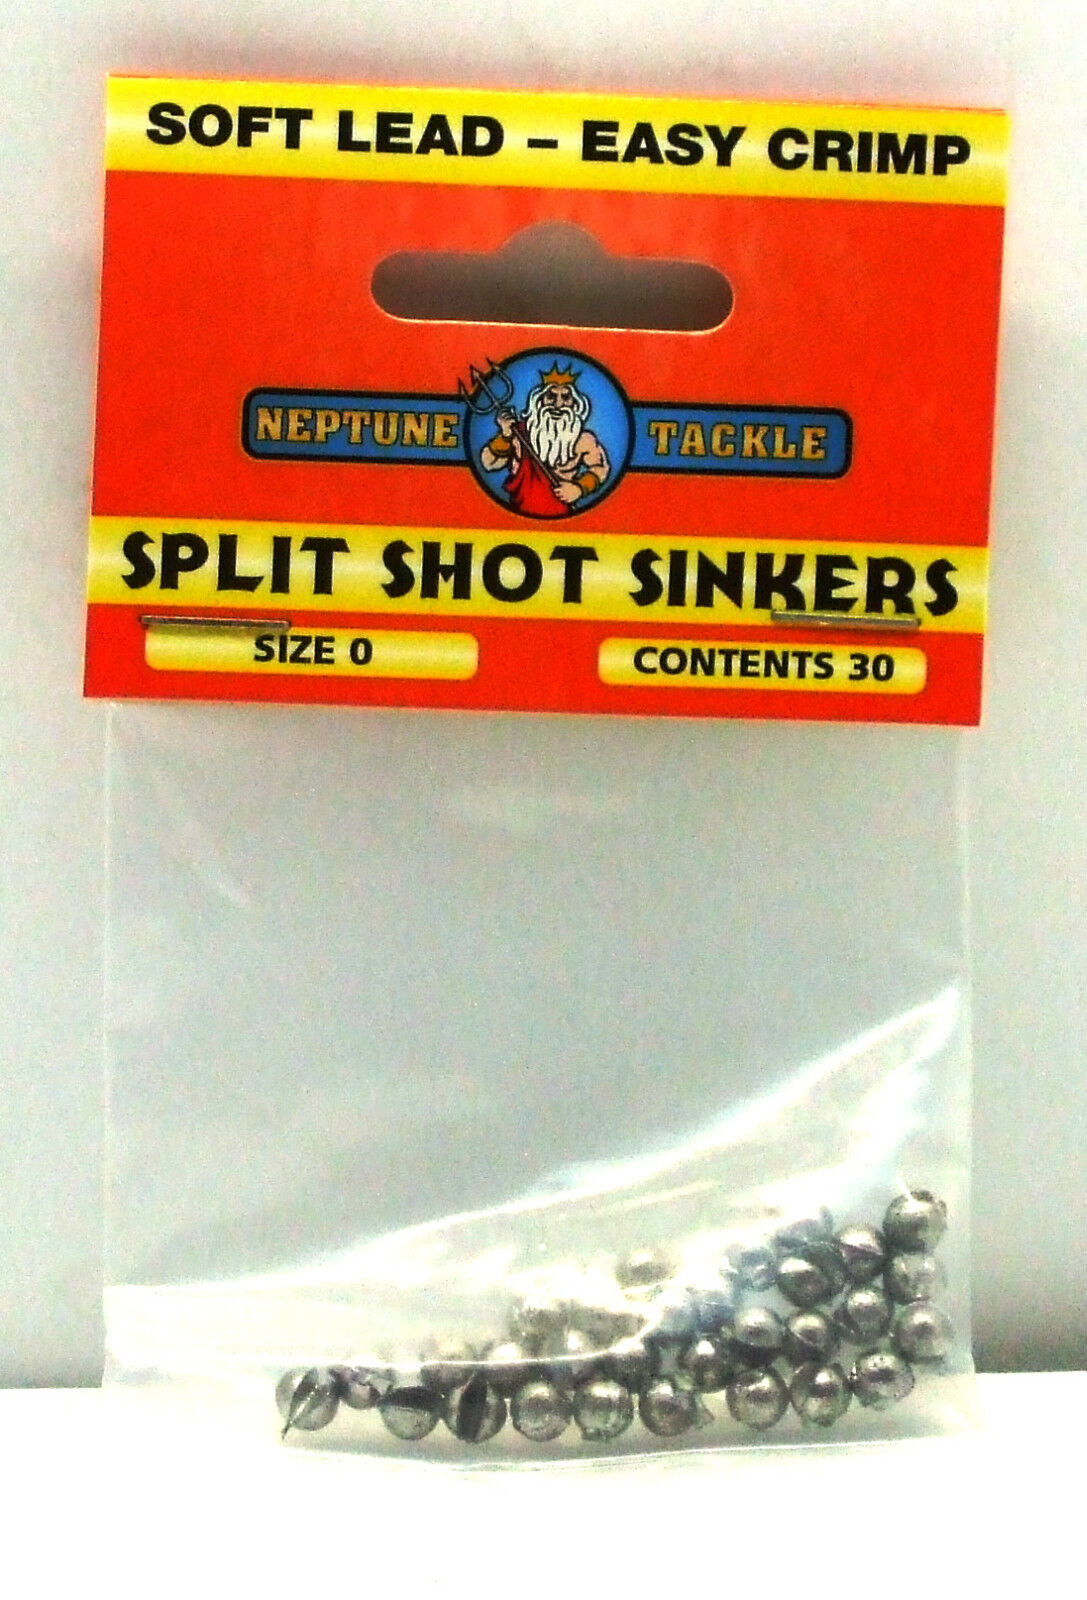 SOFT LEAD – EASY CRIMP
NEPTUNE TACKLE
SPLIT SHOT SINKERS
SIZE 0
CONTENTS 30